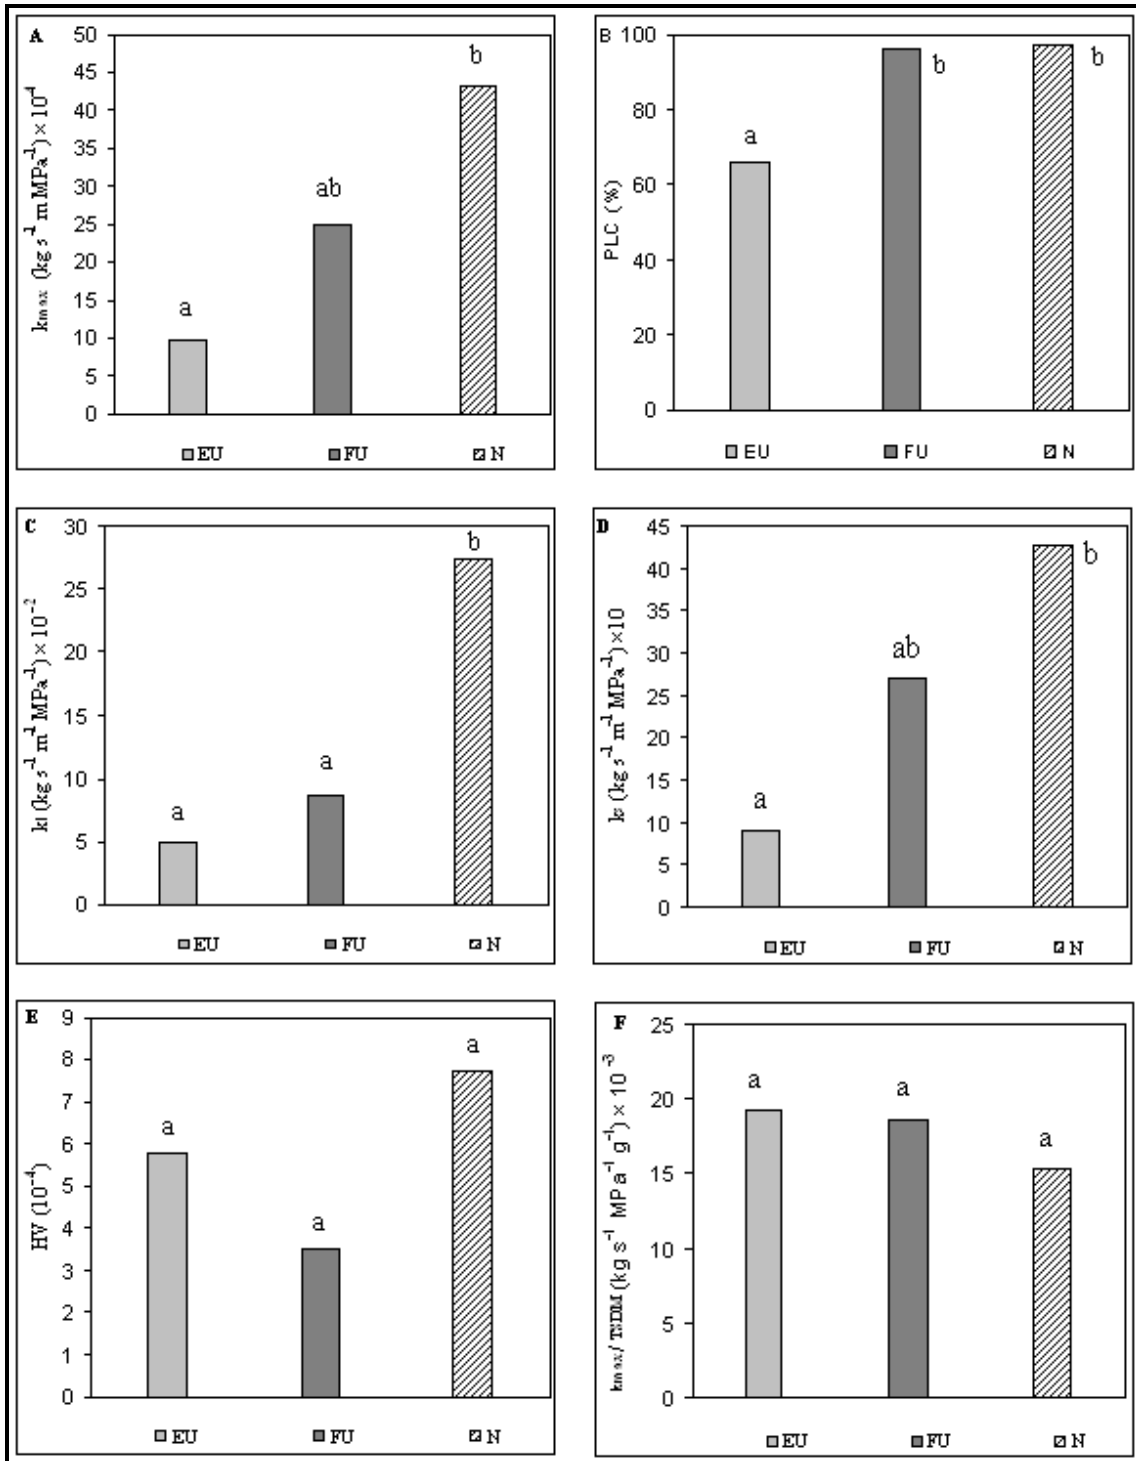 A
50
45
40
35
30
25
20
15
10
5
0
kmax (kg s⁻¹ m MPa⁻¹) × 10⁻⁴
a
ab
b
EU FU N
B
100
80
60
40
20
0
PLC (%)
a
b
b
EU FU N
C
30
25
20
15
10
5
0
kl (kg s⁻¹ m⁻¹ MPa⁻¹) × 10⁻²
a
a
b
EU FU N
D
45
40
35
30
25
20
15
10
5
0
ks (kg s⁻¹ m⁻¹ MPa⁻¹) ×10
a
ab
b
EU FU N
E
9
8
7
6
5
4
3
2
1
0
HV (10⁻⁴)
a
a
a
EU FU N
F
25
20
15
10
5
0
kmax/TSDM (kg s⁻¹ MPa⁻¹ g⁻¹) × 10⁻³
a
a
a
EU FU N